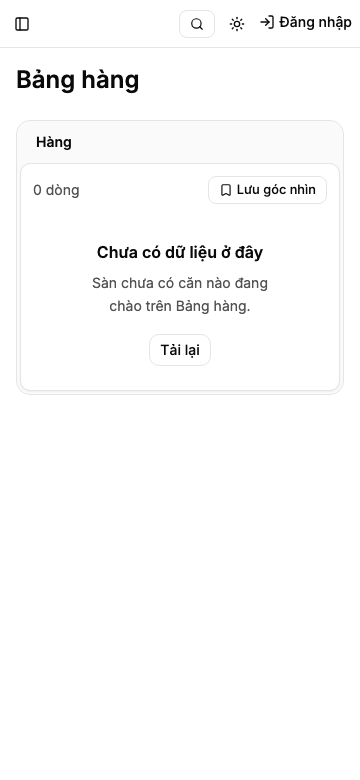 Đăng nhập
Bảng hàng
Hàng
0 dòng
Lưu góc nhìn
Chưa có dữ liệu ở đây
Sàn chưa có căn nào đang
chào trên Bảng hàng.
Tải lại